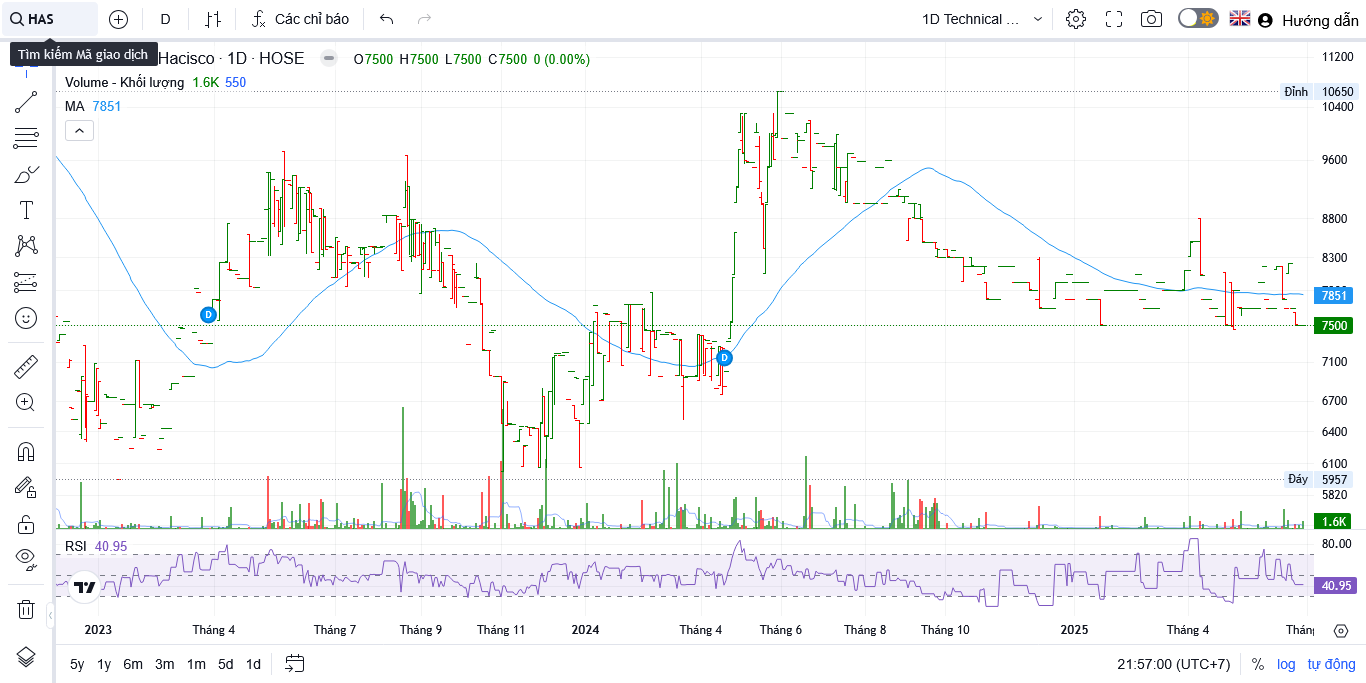 HAS
D
Các chỉ báo
1D Technical ...
Hướng dẫn
Tìm kiếm Mã giao dịch
Hacisco · 1D · HOSE
O7500 H7500 L7500 C7500 0 (0.00%)
Volume - Khối lượng 1.6K 550
MA 7851
11200
Đỉnh 10650
10400
9600
8800
8300
7851
7500
7100
6700
6400
6100
Đáy 5957
5820
1.6K
D
D
T
RSI 40.95
80.00
40.95
2023 Tháng 4 Tháng 7 Tháng 9 Tháng 11 2024 Tháng 4 Tháng 6 Tháng 8 Tháng 10 2025 Tháng 4
5y 1y 6m 3m 1m 5d 1d
21:57:00 (UTC+7) % log tự động